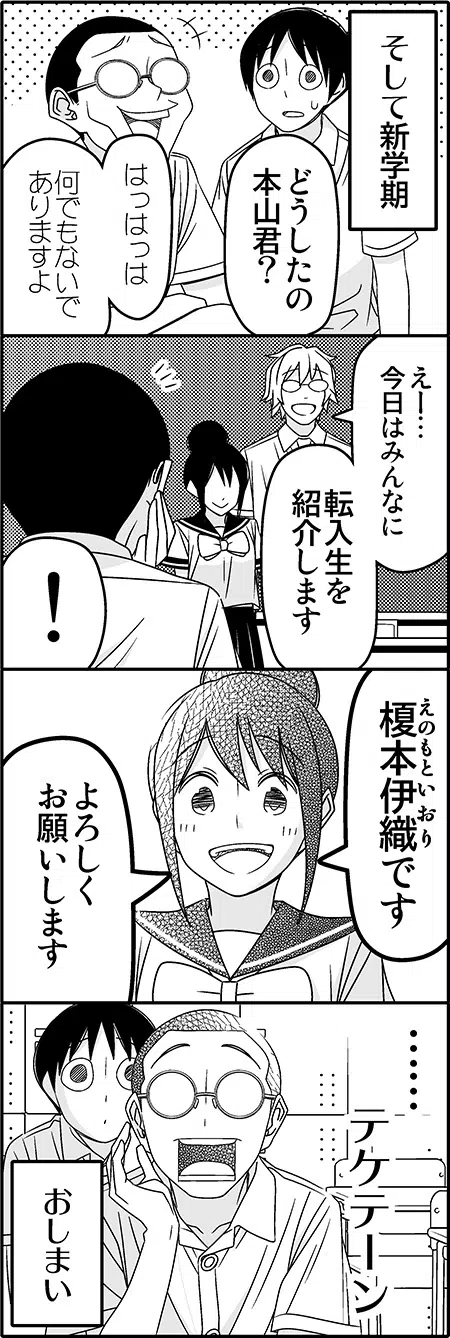 そして新学期
どうしたの
本山君？
はっはっは
何でもないで
ありますよ
えー…
今日はみんなに
転入生を
紹介します
！
えのもといおり
榎本伊織です
よろしく
お願いします
……
テケテーン
おしまい